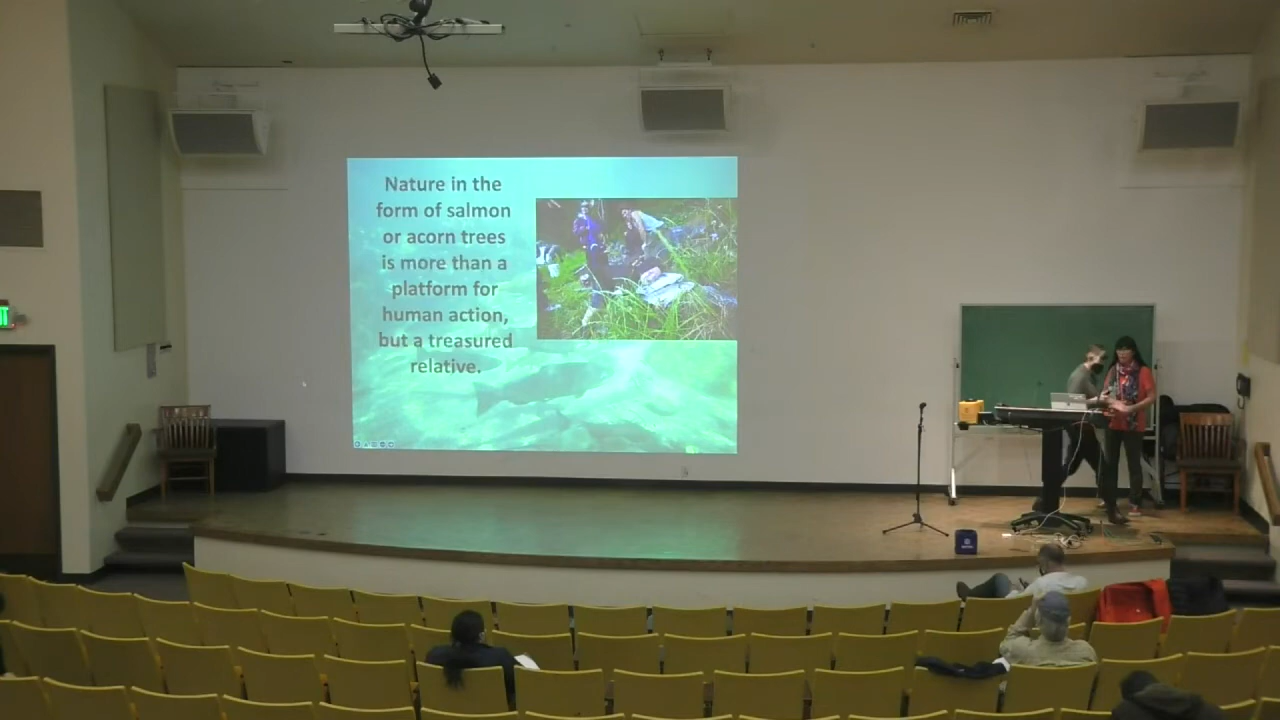 Nature in the
form of salmon
or acorn trees
is more than a
platform for
human action,
but a treasured
relative.